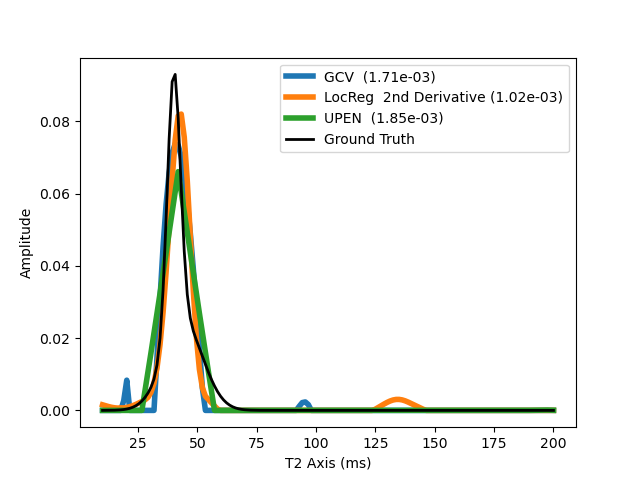 GCV  (1.71e-03)
LocReg  2nd Derivative (1.02e-03)
UPEN  (1.85e-03)
Ground Truth
0.08
0.06
0.04
0.02
0.00
Amplitude
25 50 75 100 125 150 175 200
T2 Axis (ms)